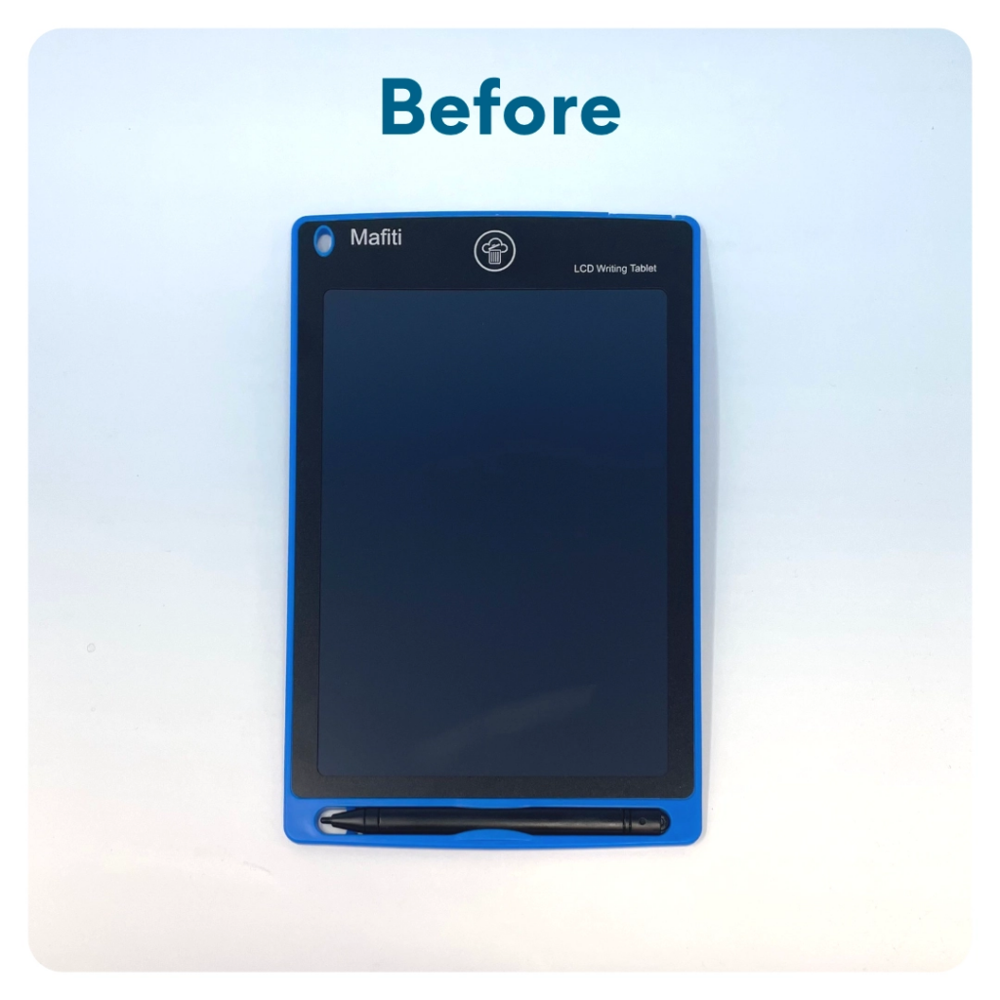 Before
Mafiti
LCD Writing Tablet